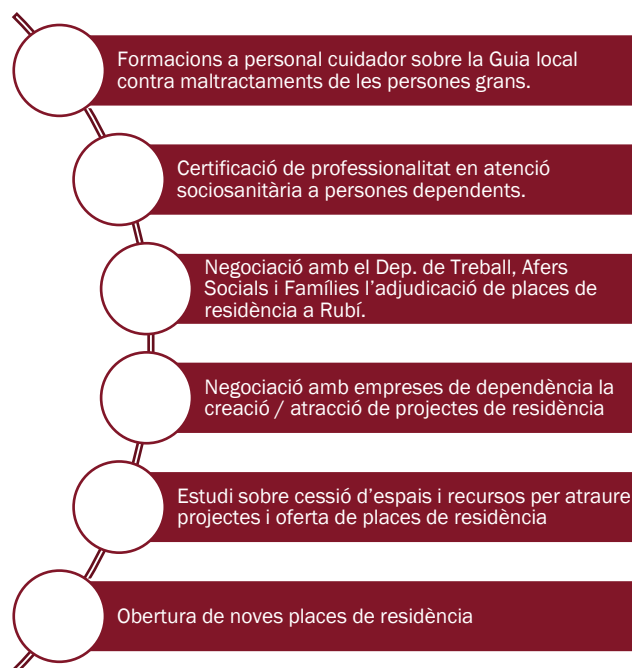 Formacions a personal cuidador sobre la Guia local
contra maltractaments de les persones grans.
Certificació de professionalitat en atenció
sociosanitària a persones dependents.
Negociació amb el Dep. de Treball, Afers
Socials i Famílies l’adjudicació de places de
residència a Rubí.
Negociació amb empreses de dependència la
creació / atracció de projectes de residència
Estudi sobre cessió d’espais i recursos per atraure
projectes i oferta de places de residència
Obertura de noves places de residència